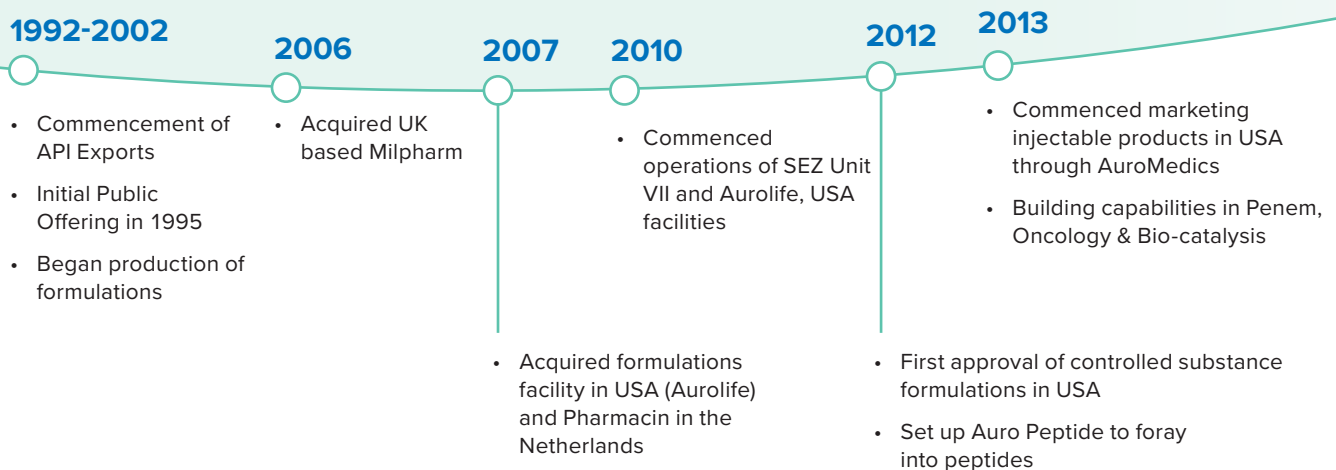 1992-2002
• Commencement of
API Exports
• Initial Public
Offering in 1995
• Began production of
formulations
2006
• Acquired UK
based Milpharm
2007
• Acquired formulations
facility in USA (Aurolife)
and Pharmacin in the
Netherlands
2010
• Commenced
operations of SEZ Unit
VII and Aurolife, USA
facilities
2012
• First approval of controlled substance
formulations in USA
• Set up Auro Peptide to foray
into peptides
2013
• Commenced marketing
injectable products in USA
through AuroMedics
• Building capabilities in Penem,
Oncology & Bio-catalysis